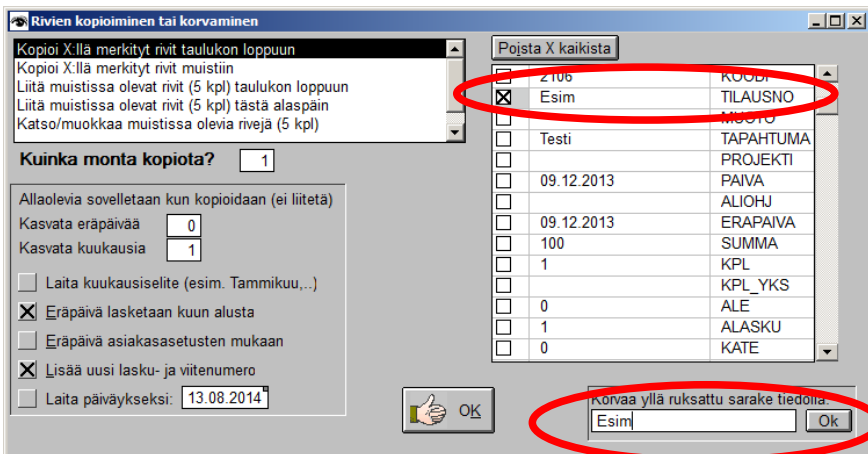 Rivien kopioiminen tai korvaminen
Kopioi X:llä merkityt rivit taulukon loppuun
Kopioi X:llä merkityt rivit muistiin
Liitä muistissa olevat rivit (5 kpl) taulukon loppuun
Liitä muistissa olevat rivit (5 kpl) tästä alaspäin
Katso/muokkaa muistissa olevia rivejä (5 kpl)
Kuinka monta kopiota? 1
Allaolevia sovelletaan kun kopioidaan (ei liitetä)
Kasvata eräpäivää 0
Kasvata kuukausia 1
Laita kuukausiselite (esim. Tammikuu,..)
Eräpäivä lasketaan kuun alusta
Eräpäivä asiakasasetusten mukaan
Lisää uusi lasku- ja viitenumero
Laita päiväykseksi: 13.08.2014
Poista X kaikista
2106 KOODI
Esim TILAUSNO
MUOTO
Testi TAPAHTUMA
PROJEKTI
09.12.2013 PAIVA
ALIOHJ
09.12.2013 ERAPAIVA
100 SUMMA
1 KPL
KPL_YKS
0 ALE
1 ALASKU
0 KATE
OK
Korvaa yllä ruksattu sarake tiedolla:
Esim Ok